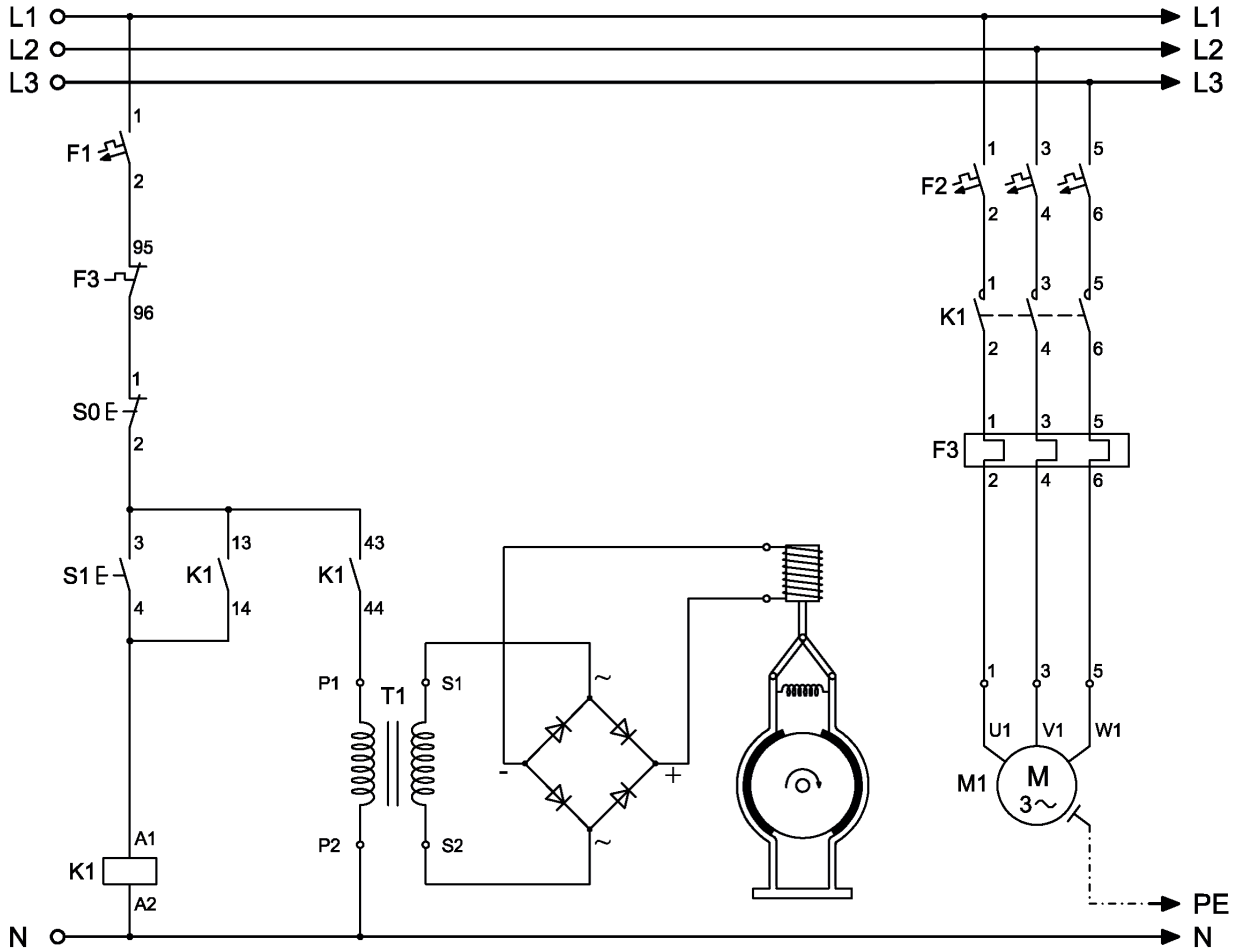 L1 L1
L2 L2
L3 L3
1
F1
2
95
F3
96
1
S0
2
3 13 43
S1 K1 K1
4 14 44
P1 T1 S1
~
- +
P2 S2
~
A1
K1
A2
1 3 5
F2
2 4 6
1 3 5
K1
2 4 6
1 3 5
F3
2 4 6
1 3 5
U1 V1 W1
M1 M
3~
PE
N N